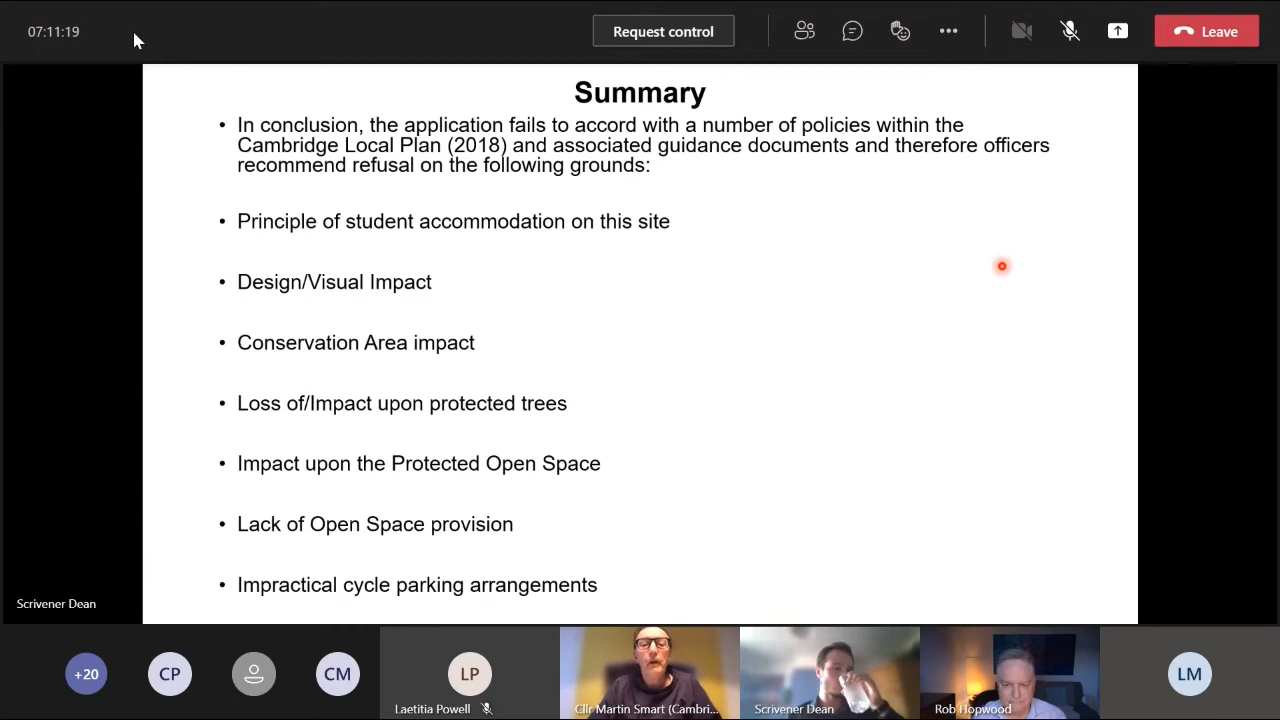 07:11:19
Request control
Leave
Summary
• In conclusion, the application fails to accord with a number of policies within the
Cambridge Local Plan (2018) and associated guidance documents and therefore officers
recommend refusal on the following grounds:
• Principle of student accommodation on this site
• Design/Visual Impact
• Conservation Area impact
• Loss of/Impact upon protected trees
• Impact upon the Protected Open Space
• Lack of Open Space provision
• Impractical cycle parking arrangements
Scrivener Dean
+20
CP
CM
LP
LM
Laetitia Powell
Cllr Martin Smart (Cambri...
Scrivener Dean
Rob Hopwood